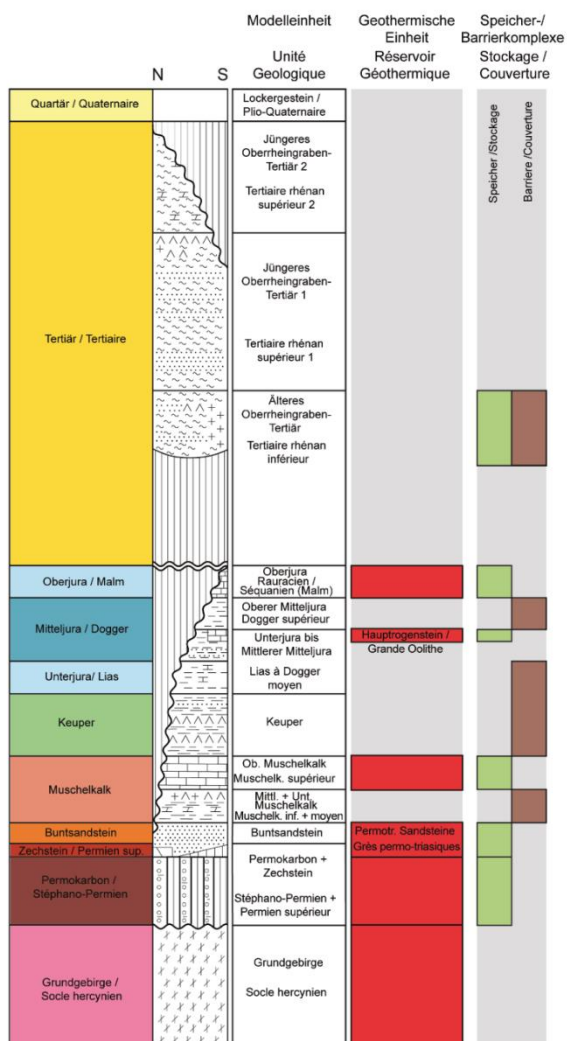 Modelleinheit
Unité
Geologique
Geothermische
Einheit
Réservoir
Géothermique
Speicher-/
Barrierkomplexe
Stockage /
Couverture
N S
Speicher /Stockage
Barriere /Couverture
Quartär / Quaternaire
Lockergestein /
Plio-Quaternaire
Tertiär / Tertiaire
Jüngeres
Oberrheingraben-
Tertiär 2
Tertiaire rhénan
supérieur 2
Jüngeres
Oberrheingraben-
Tertiär 1
Tertiaire rhénan
supérieur 1
Älteres
Oberrheingraben-
Tertiär
Tertiaire rhénan
inférieur
Oberjura / Malm
Oberjura
Rauracien /
Séquanien (Malm)
Mitteljura / Dogger
Oberer Mitteljura
Dogger supérieur
Unterjura bis
Mittlerer Mitteljura
Hauptrogenstein /
Grande Oolithe
Unterjura/ Lias
Lias à Dogger
moyen
Keuper
Keuper
Muschelkalk
Ob. Muschelkalk
Muschelk. supérieur
Mittl. + Unt.
Muschelkalk
Muschelk. inf. + moyen
Buntsandstein
Buntsandstein
Permotr. Sandsteine
Grès permo-triasiques
Zechstein / Permien sup.
Permokarbon /
Stéphano-Permien
Permokarbon +
Zechstein
Stéphano-Permien +
Permien supérieur
Grundgebirge /
Socle hercynien
Grundgebirge
Socle hercynien